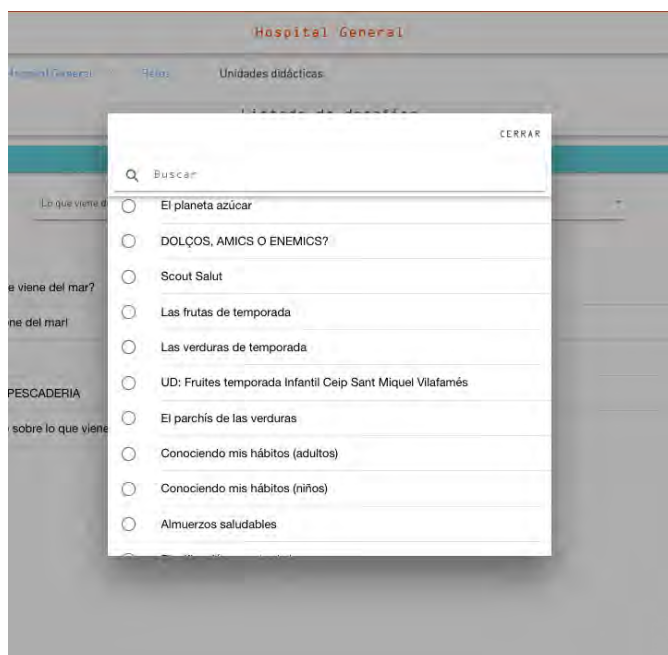 Hospital General
Unidades didácticas
Listado de desafíos
CERRAR
Buscar
Lo que viene d
El planeta azúcar
DOLÇOS, AMICS O ENEMICS?
Scout Salut
e viene del mar?
Las frutas de temporada
ne del mar!
Las verduras de temporada
UD: Fruites temporada Infantil Ceip Sant Miquel Vilafamés
PESCADERIA
El parchís de las verduras
sobre lo que viene
Conociendo mis hábitos (adultos)
Conociendo mis hábitos (niños)
Almuerzos saludables